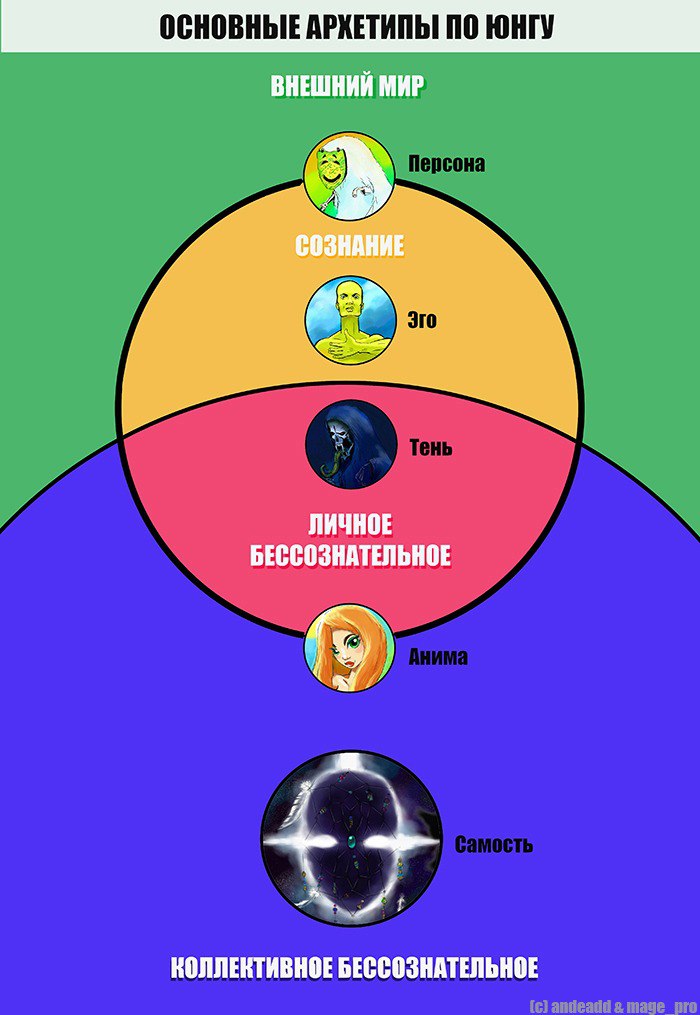 ОСНОВНЫЕ АРХЕТИПЫ ПО ЮНГУ
ВНЕШНИЙ МИР
Персона
СОЗНАНИЕ
Эго
Тень
ЛИЧНОЕ
БЕССОЗНАТЕЛЬНОЕ
Анима
Самость
КОЛЛЕКТИВНОЕ БЕССОЗНАТЕЛЬНОЕ
(c) andeadd & mage_pro